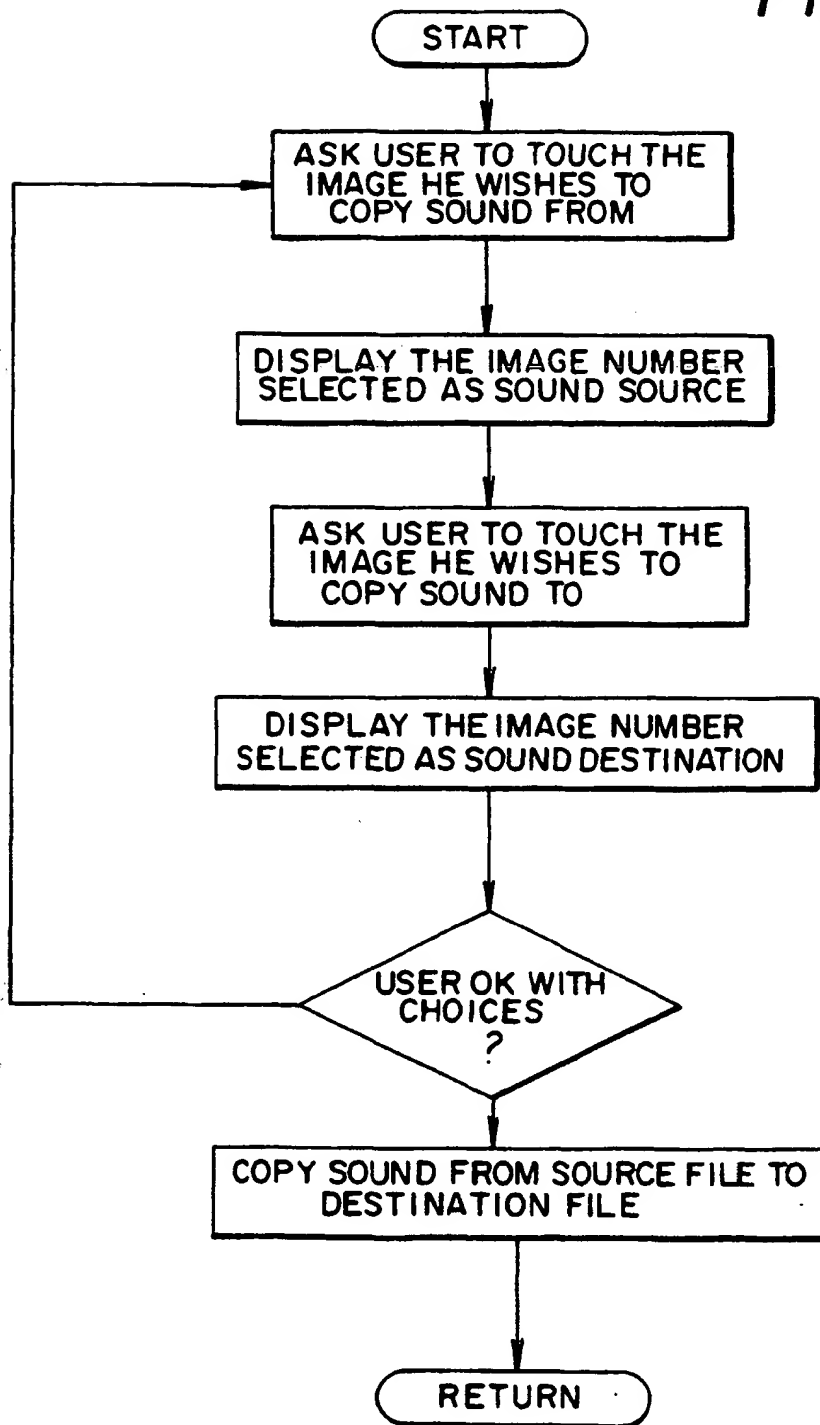 START
ASK USER TO TOUCH THE
IMAGE HE WISHES TO
COPY SOUND FROM
DISPLAY THE IMAGE NUMBER
SELECTED AS SOUND SOURCE
ASK USER TO TOUCH THE
IMAGE HE WISHES TO
COPY SOUND TO
DISPLAY THE IMAGE NUMBER
SELECTED AS SOUND DESTINATION
USER OK WITH
CHOICES
?
COPY SOUND FROM SOURCE FILE TO
DESTINATION FILE
RETURN